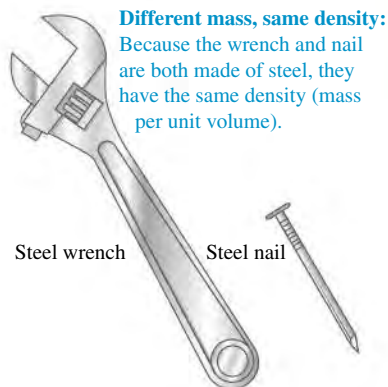 Different mass, same density:
Because the wrench and nail
are both made of steel, they
have the same density (mass
per unit volume).
Steel wrench
Steel nail